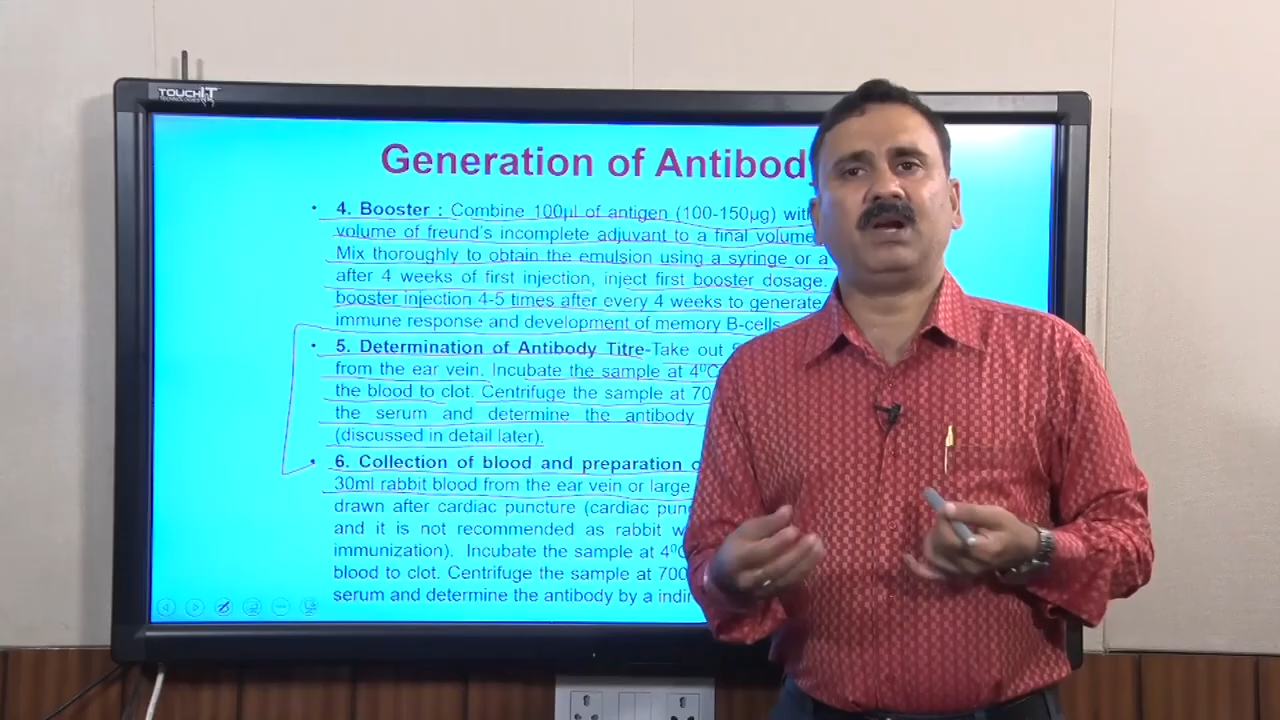 TOUCHIT
TECHNOLOGIES
Generation of Antibody
• 4. Booster : Combine 100µl of antigen (100-150µg) with
volume of freund's incomplete adjuvant to a final volume
Mix thoroughly to obtain the emulsion using a syringe or a
after 4 weeks of first injection, inject first booster dosage.
booster injection 4-5 times after every 4 weeks to generate
immune response and development of memory B-cells
• 5. Determination of Antibody Titre-Take out
from the ear vein. Incubate the sample at 4⁰C
the blood to clot. Centrifuge the sample at
the serum and determine the antibody
(discussed in detail later).
• 6. Collection of blood and preparation
30ml rabbit blood from the ear vein or large
drawn after cardiac puncture (cardiac
and it is not recommended as rabbit
immunization). Incubate the sample at 4⁰C
blood to clot. Centrifuge the sample at 700
serum and determine the antibody by a